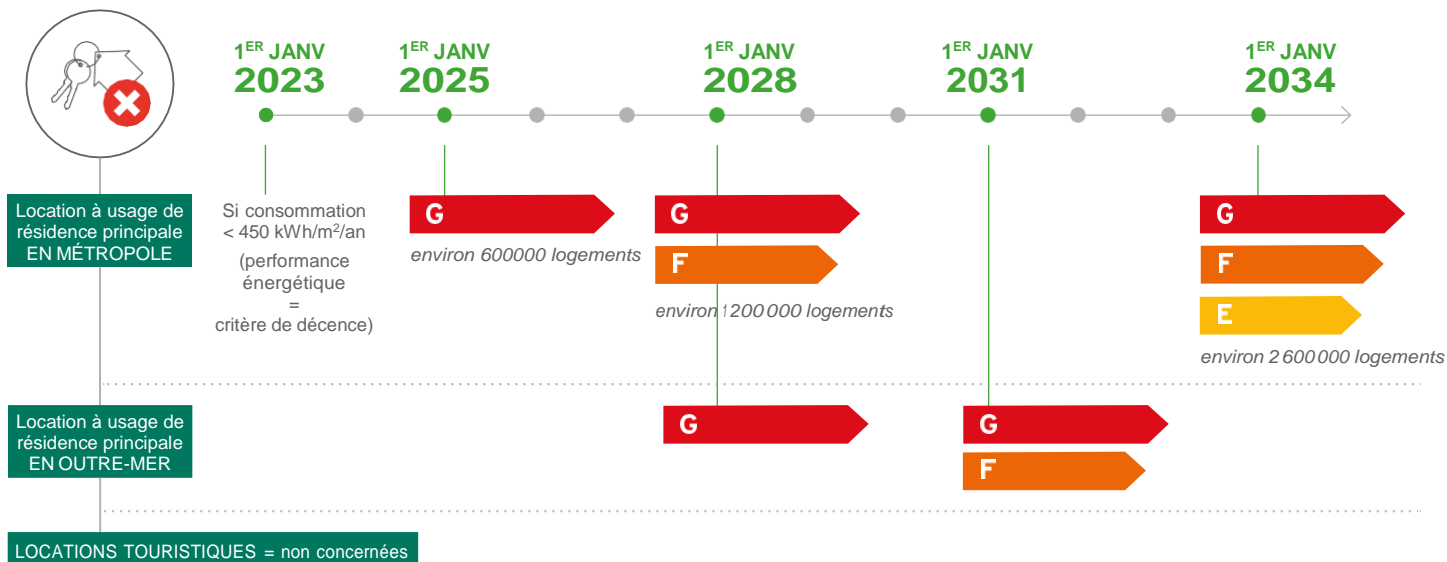 1ER JANV
2023
1ER JANV
2025
1ER JANV
2028
1ER JANV
2031
1ER JANV
2034
Location à usage de
résidence principale
EN MÉTROPOLE
Si consommation
< 450 kWh/m²/an
(performance
énergétique
=
critère de décence)
G
environ 600000 logements
G
F
environ 1200 000 logements
G
F
E
environ 2 600 000 logements
Location à usage de
résidence principale
EN OUTRE-MER
G
G
F
LOCATIONS TOURISTIQUES = non concernées